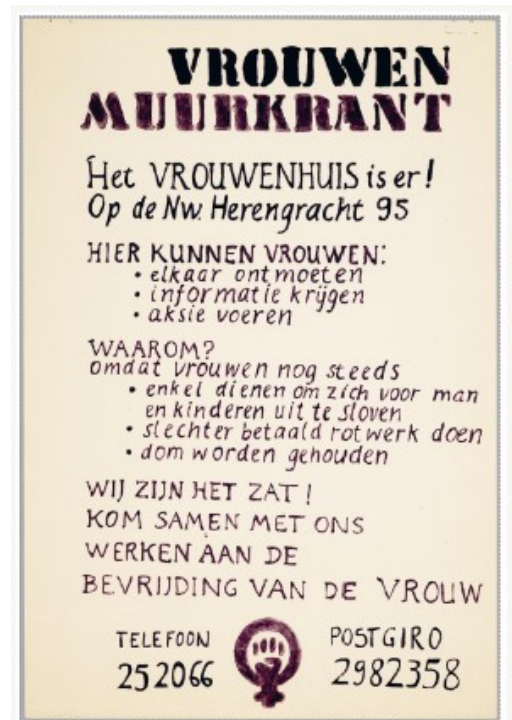 VROUWEN
MUURKRANT
Het VROUWENHUIS is er!
Op de Nw. Herengracht 95
HIER KUNNEN VROUWEN:
• elkaar ontmoeten
• informatie krijgen
• aksie voeren
WAAROM?
omdat vrouwen nog steeds
• enkel dienen om zich voor man
en kinderen uit te sloven
• slechter betaald rotwerk doen
• dom worden gehouden
WIJ ZIJN HET ZAT!
KOM SAMEN MET ONS
WERKEN AAN DE
BEVRIJDING VAN DE VROUW
TELEFOON
252066
POSTGIRO
2982358